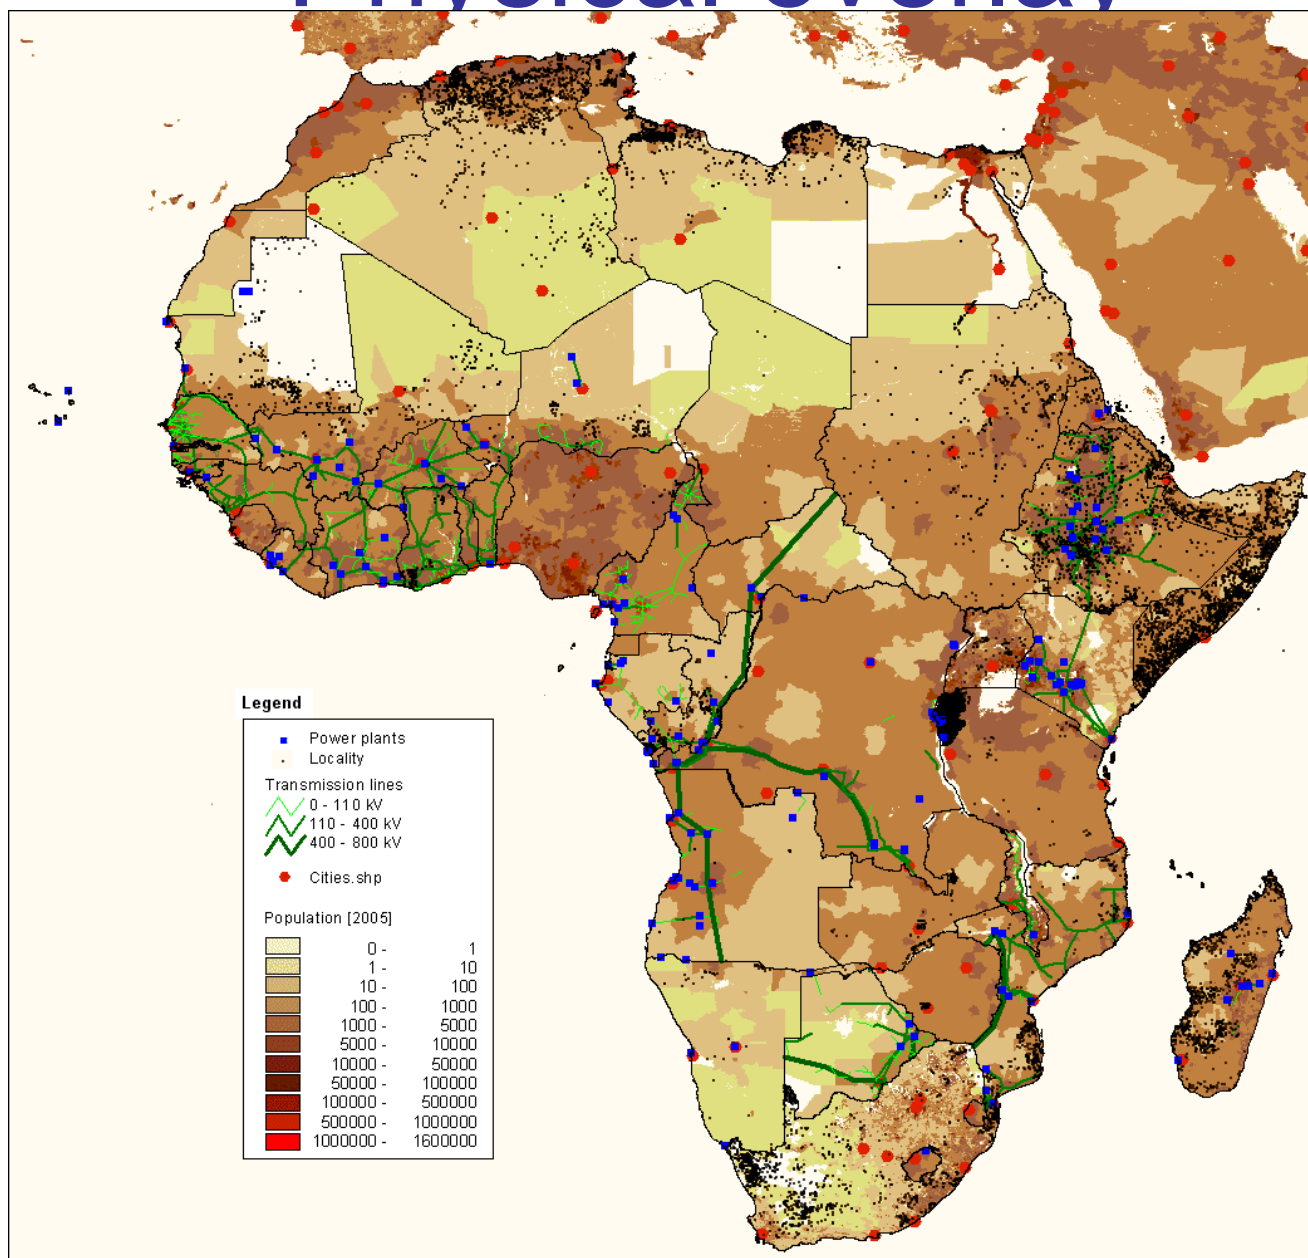 Physical overlay
Legend
Power plants
Locality
Transmission lines
0 - 110 kV
110 - 400 kV
400 - 800 kV
Cities.shp
Population [2005]
0 - 1
1 - 10
10 - 100
100 - 1000
1000 - 5000
5000 - 10000
10000 - 50000
50000 - 100000
100000 - 500000
500000 - 1000000
1000000 - 1600000